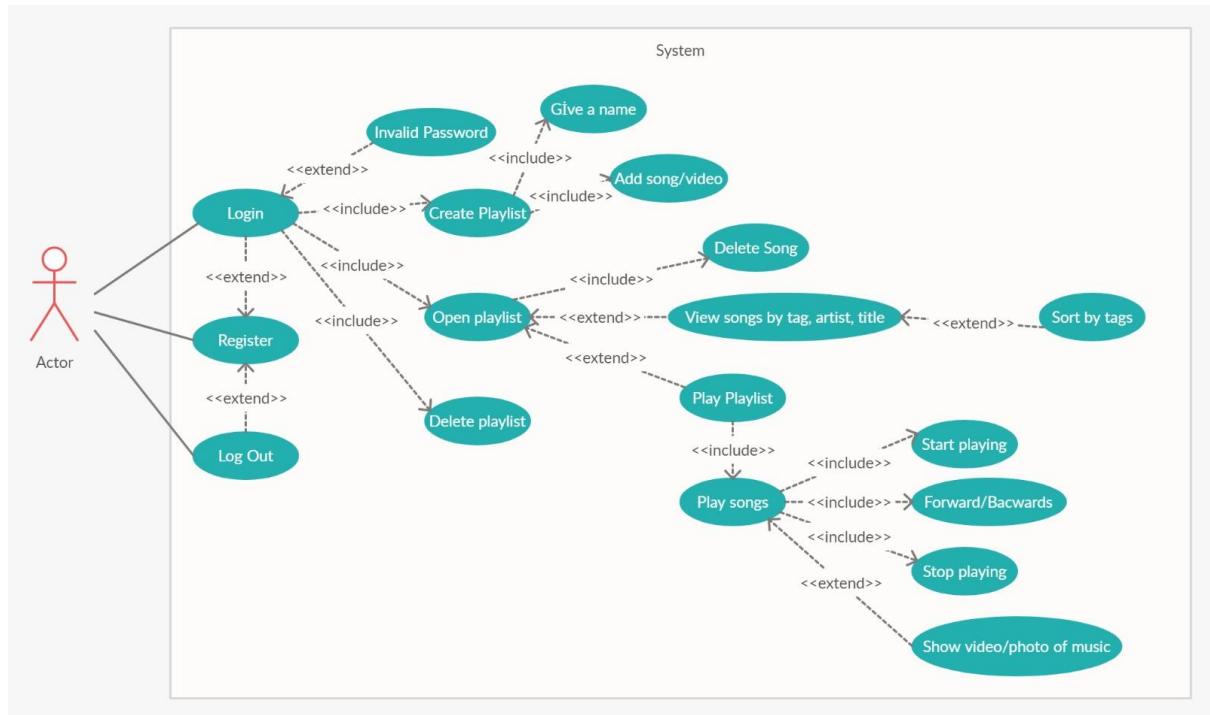 System
Gİve a name
Invalid Password
<<include>>
<<extend>>
Add song/video
<<include>>
Login
<<include>>
Create Playlist
Delete Song
<<extend>>
<<include>>
<<include>>
Open playlist
<<extend>>
View songs by tag, artist, title
<<extend>>
Sort by tags
<<include>>
Register
Actor
<<extend>>
Play Playlist
<<extend>>
Delete playlist
Start playing
<<include>>
<<include>>
Log Out
Play songs
<<include>>
Forward/Bacwards
<<include>>
Stop playing
<<extend>>
Show video/photo of music